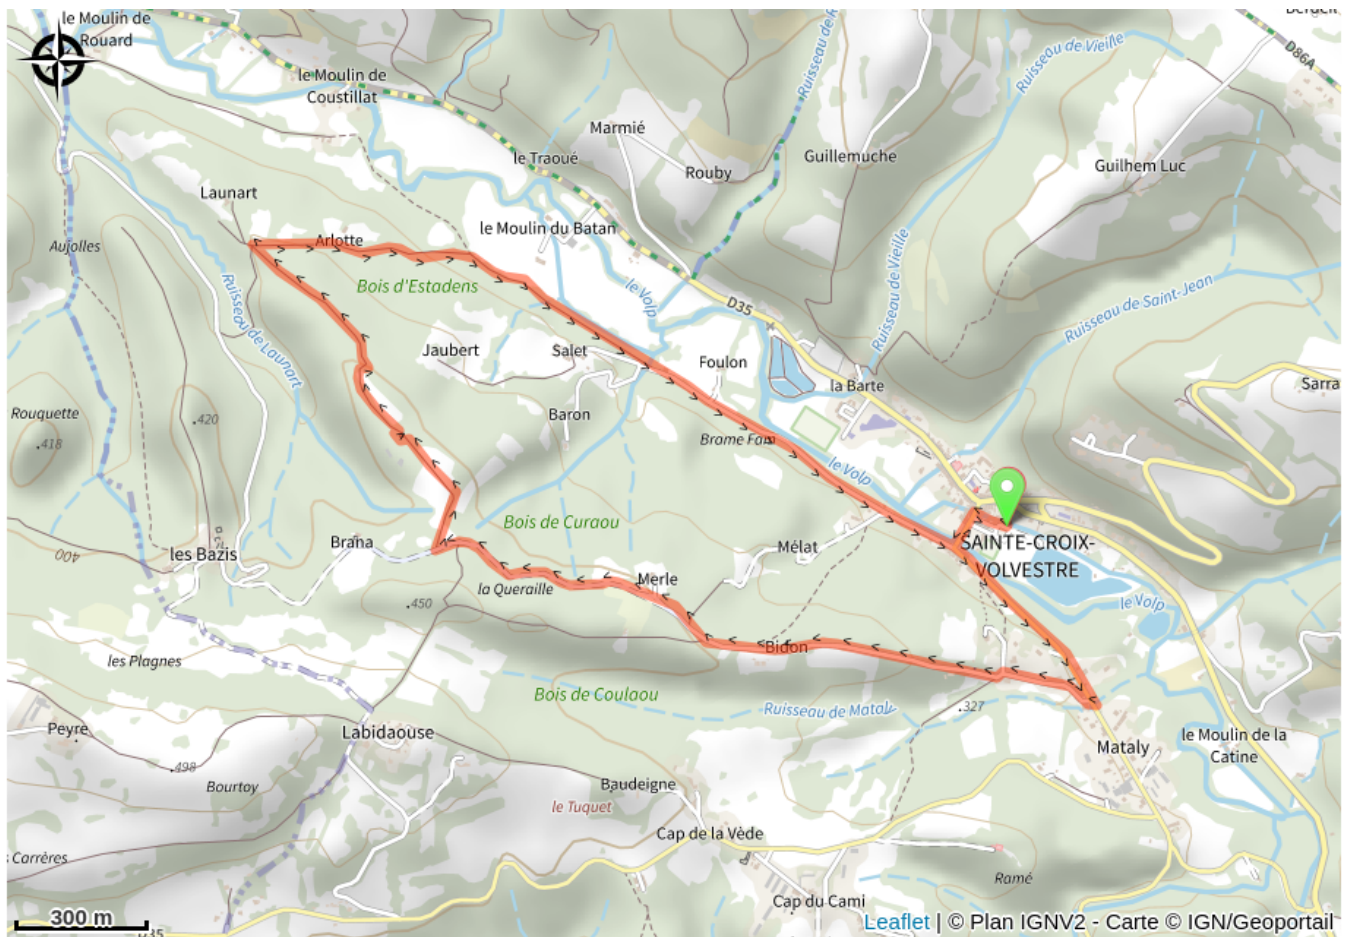 le Moulin de
Rouard
le Moulin de
Coustillat
Ruisseau de Vieille
D86A
Marmié
le Traoué
Rouby
Guillemuche
Guilhem Luc
Launart
le Moulin du Batan
Arlotte
Aujolles
Bois d'Estadens
Ruisseau de Launart
le Volp
D35
Ruisseau de Vieille
Ruisseau de Saint-Jean
Jaubert
Salet
Foulon
la Barte
Sarra
Rouquette
.418
.420
Baron
le Volp
Bois de Curaou
SAINTE-CROIX-
VOLVESTRE
400
les Bazis
Brana
Mélat
la Queraille
Merle
.450
le Volp
les Plagnes
Bidon
Bois de Coulaou
Ruisseau de Mataly
.327
Peyre
Labidaouse
Mataly
le Moulin de la
Catine
.498
Bourtoy
Baudeigne
le Tuquet
Cap de la Vède
Carrères
Ramé
Cap du Cami
300 m
D35
Leaflet | © Plan IGNV2 - Carte © IGN/Geoportail